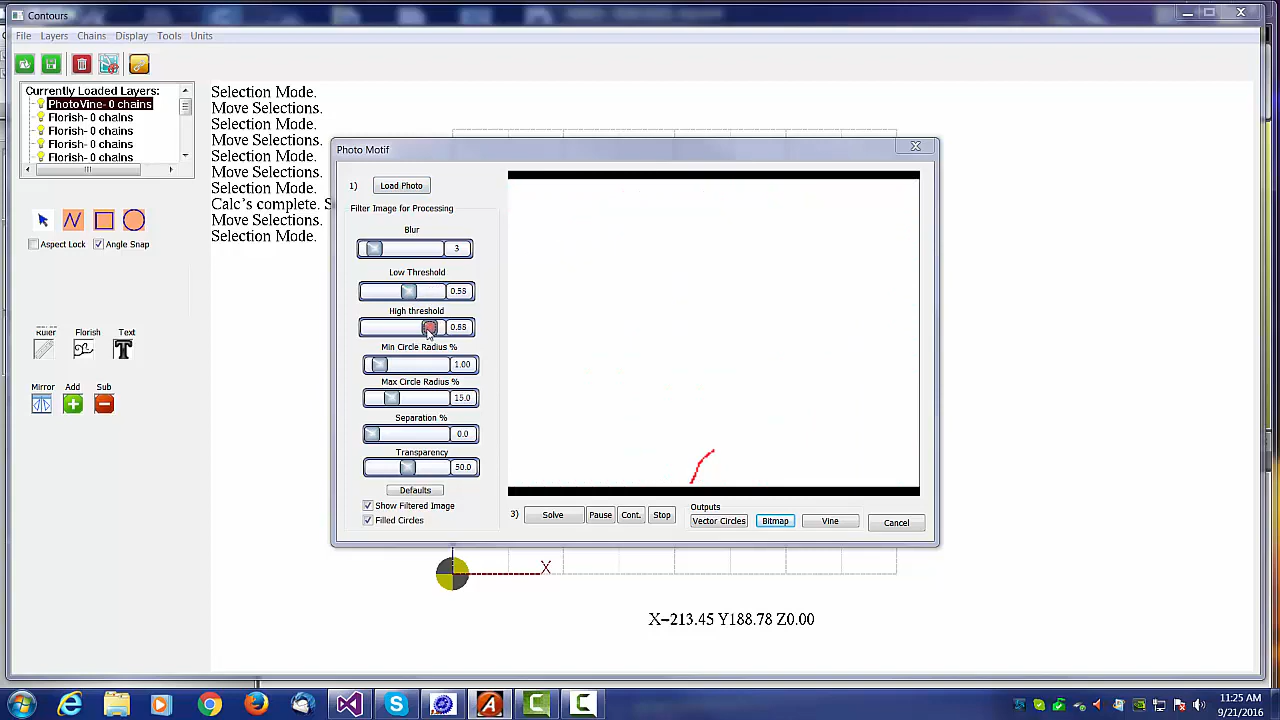 Contours
File Layers Chains Display Tools Units
Currently Loaded Layers:
PhotoVine- 0 chains
Florish- 0 chains
Florish- 0 chains
Florish- 0 chains
Florish- 0 chains
Aspect Lock Angle Snap
Ruler Florish Text
Mirror Add Sub
Selection Mode.
Move Selections.
Selection Mode.
Move Selections.
Selection Mode.
Move Selections.
Selection Mode.
Calc's complete. S
Move Selections.
Selection Mode.
Photo Motif
1) Load Photo
Filter Image for Processing
Blur
3
Low Threshold
0.58
High threshold
0.88
Min Circle Radius %
1.00
Max Circle Radius %
15.0
Separation %
0.0
Transparency
50.0
Defaults
Show Filtered Image
Filled Circles
3) Solve Pause Cont. Stop
Outputs
Vector Circles Bitmap Vine Cancel
X
X-213.45 Y188.78 Z0.00
11:25 AM
9/21/2016